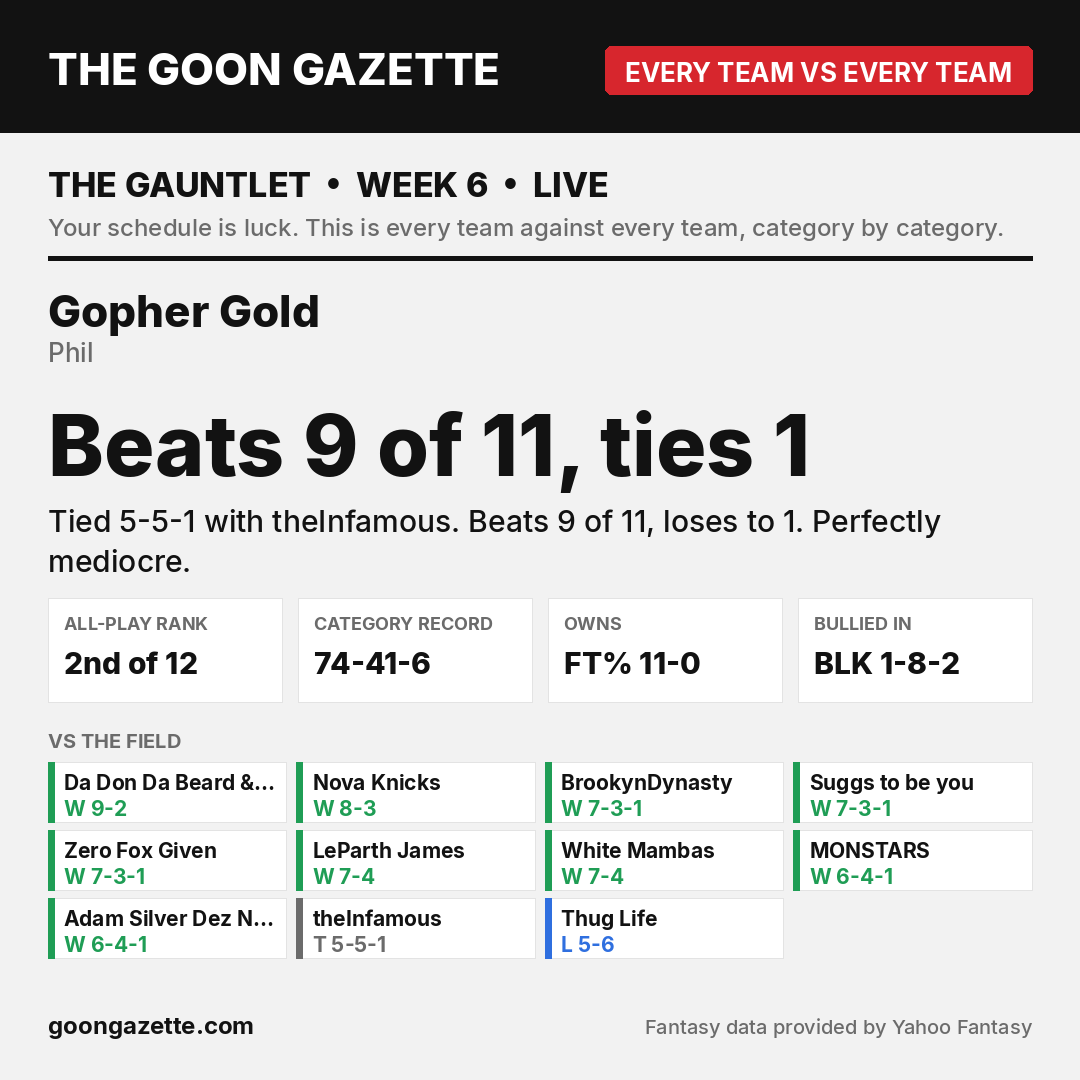 THE GOON GAZETTE
EVERY TEAM VS EVERY TEAM
THE GAUNTLET • WEEK 6 • LIVE
Your schedule is luck. This is every team against every team, category by category.
Gopher Gold
Phil
Beats 9 of 11, ties 1
Tied 5-5-1 with theInfamous. Beats 9 of 11, loses to 1. Perfectly
mediocre.
ALL-PLAY RANK
2nd of 12
CATEGORY RECORD
74-41-6
OWNS
FT% 11-0
BULLIED IN
BLK 1-8-2
VS THE FIELD
Da Don Da Beard &...
W 9-2
Nova Knicks
W 8-3
BrookynDynasty
W 7-3-1
Suggs to be you
W 7-3-1
Zero Fox Given
W 7-3-1
LeParth James
W 7-4
White Mambas
W 7-4
MONSTARS
W 6-4-1
Adam Silver Dez N...
W 6-4-1
theInfamous
T 5-5-1
Thug Life
L 5-6
goongazette.com
Fantasy data provided by Yahoo Fantasy